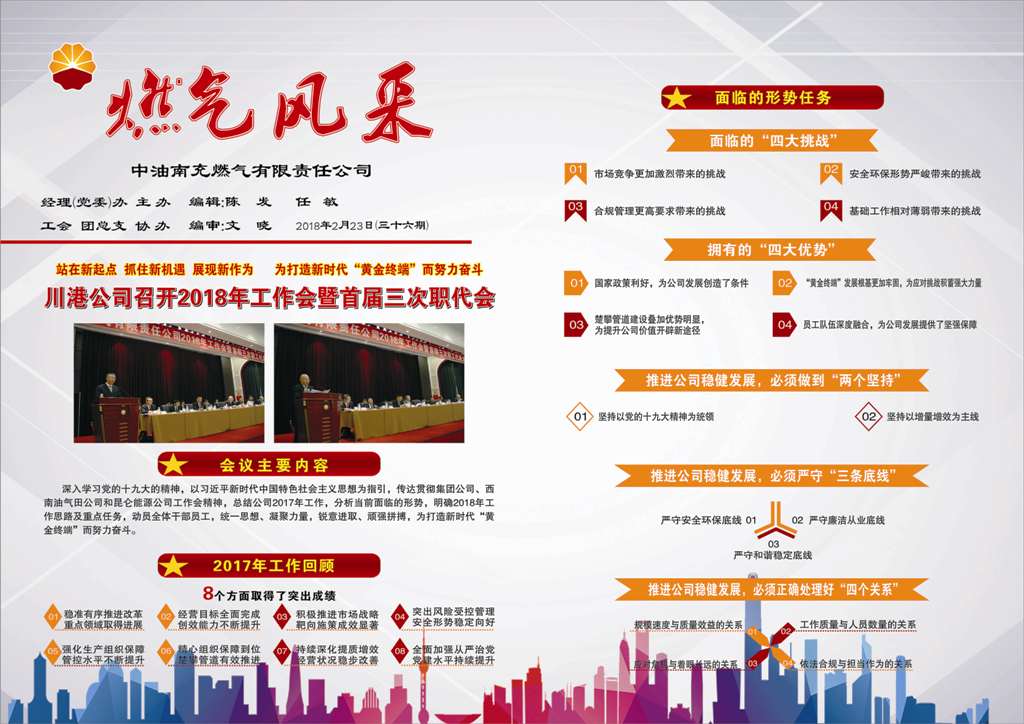 燃气风采
中油南充燃气有限责任公司
经理(党委)办 主办 编辑:陈 发 任 敏
工会 团总支 协办 编审:文 晓 2018年2月23日(三十六期)
站在新起点 抓住新机遇 展现新作为 为打造新时代“黄金终端”而努力奋斗
川港公司召开2018年工作会暨首届三次职代会
会议主要内容
深入学习党的十九大的精神，以习近平新时代中国特色社会主义思想为指引，传达贯彻集团公司、西
南油气田公司和昆仑能源公司工作会精神，总结公司2017年工作，分析当前面临的形势，明确2018年工
作思路及重点任务，动员全体干部员工，统一思想、凝聚力量，锐意进取、顽强拼搏，为打造新时代“黄
金终端”而努力奋斗。
2017年工作回顾
8个方面取得了突出成绩
01 稳准有序推进改革
重点领域取得进展
02 经营目标全面完成
创效能力不断提升
03 积极推进市场战略
靶向施策成效显著
04 突出风险受控管理
安全形势稳定向好
05 强化生产组织保障
管控水平不断提升
06 精心组织保障到位
楚攀管道有效推进
07 持续深化提质增效
经营状况稳步改善
08 全面加强从严治党
党建水平持续提升
面临的形势任务
面临的“四大挑战”
01 市场竞争更加激烈带来的挑战
02 安全环保形势严峻带来的挑战
03 合规管理更高要求带来的挑战
04 基础工作相对薄弱带来的挑战
拥有的“四大优势”
01 国家政策利好，为公司发展创造了条件
02 “黄金终端”发展根基更加牢固，为应对挑战积蓄强大力量
03 楚攀管道建设叠加优势明显，
为提升公司价值开辟新途径
04 员工队伍深度融合，为公司发展提供了坚强保障
推进公司稳健发展，必须做到“两个坚持”
01 坚持以党的十九大精神为统领
02 坚持以增量增效为主线
推进公司稳健发展，必须严守“三条底线”
严守安全环保底线 01
02 严守廉洁从业底线
03
严守和谐稳定底线
推进公司稳健发展，必须正确处理好“四个关系”
规模速度与质量效益的关系 01
02 工作质量与人员数量的关系
应对危机与着眼长远的关系 03
04 依法合规与担当作为的关系